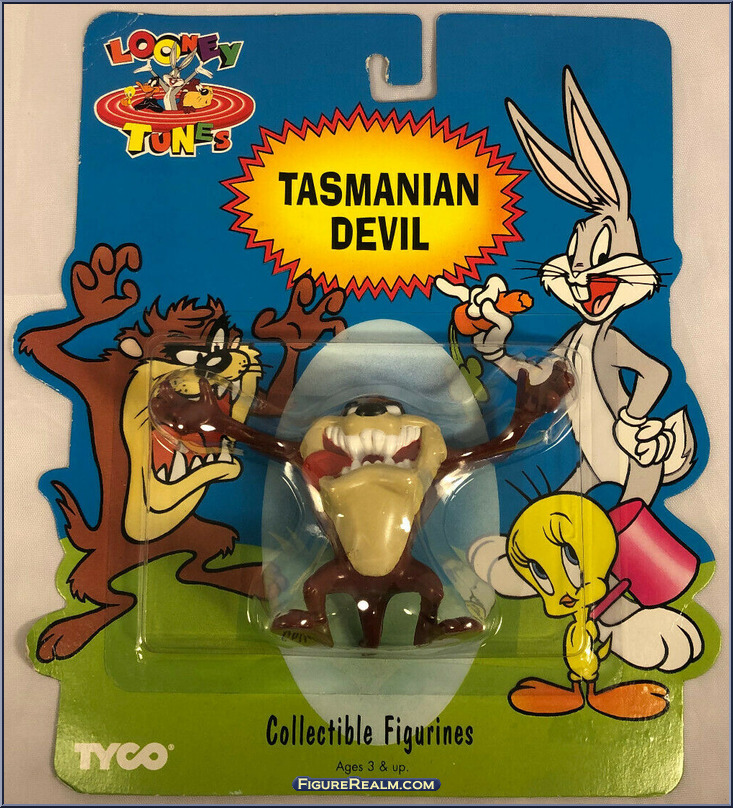 LOONEY
TUNES
TASMANIAN
DEVIL
Collectible Figurines
TYCO®
Ages 3 & up.
FIGUREREALM.COM